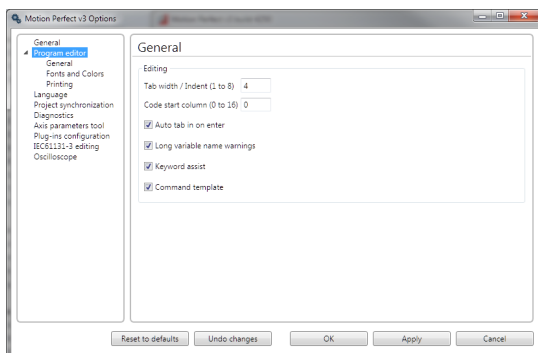 Motion Perfect v3 Options
General
Program editor
General
Fonts and Colors
Printing
Language
Project synchronization
Diagnostics
Axis parameters tool
Plug-ins configuration
IEC61131-3 editing
Oscilloscope
General
Editing
Tab width / Indent (1 to 8) 4
Code start column (0 to 16) 0
Auto tab in on enter
Long variable name warnings
Keyword assist
Command template
Reset to defaults Undo changes OK Apply Cancel